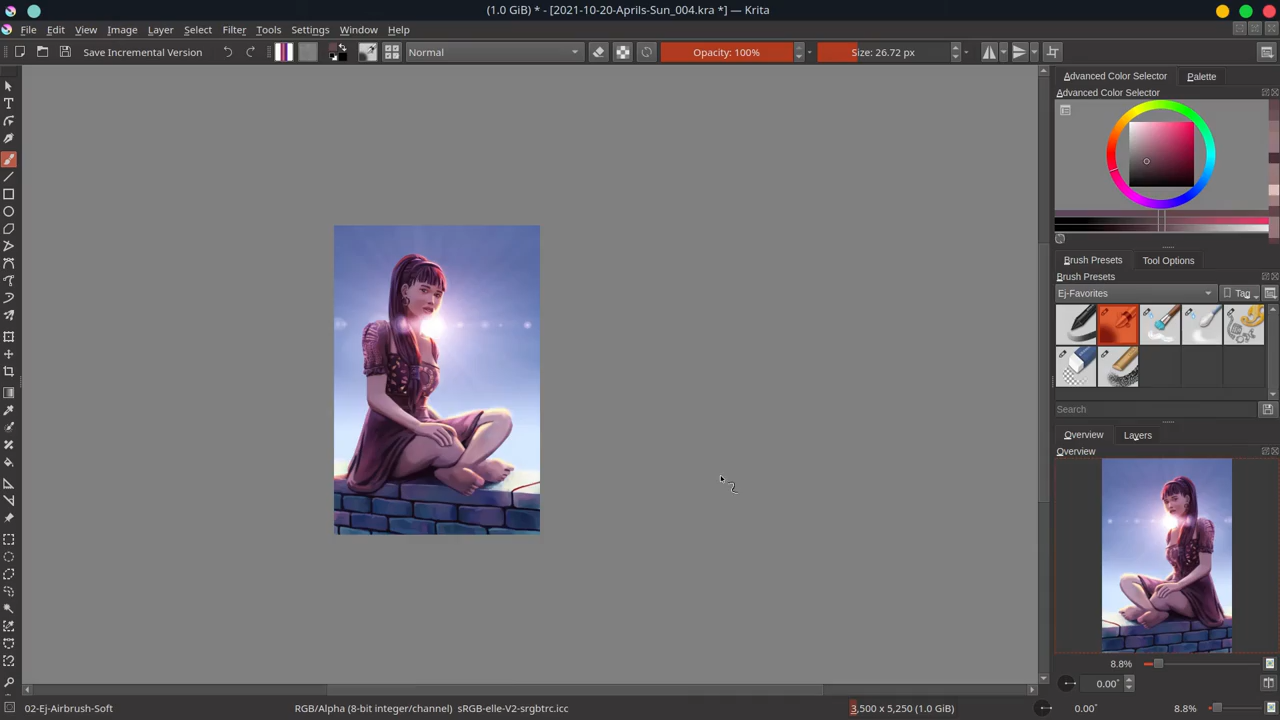 (1.0 GiB) * - [2021-10-20-Aprils-Sun_004.kra *] — Krita
File Edit View Image Layer Select Filter Tools Settings Window Help
Save Incremental Version Normal Opacity: 100% Size: 26.72 px
Advanced Color Selector Palette
Advanced Color Selector
Brush Presets Tool Options
Brush Presets
Ej-Favorites Tag
Search
Overview Layers
Overview
8.8%
0.00°
02-Ej-Airbrush-Soft RGB/Alpha (8-bit integer/channel) sRGB-elle-V2-srgbtrc.icc 3,500 x 5,250 (1.0 GiB) 0.00° 8.8%